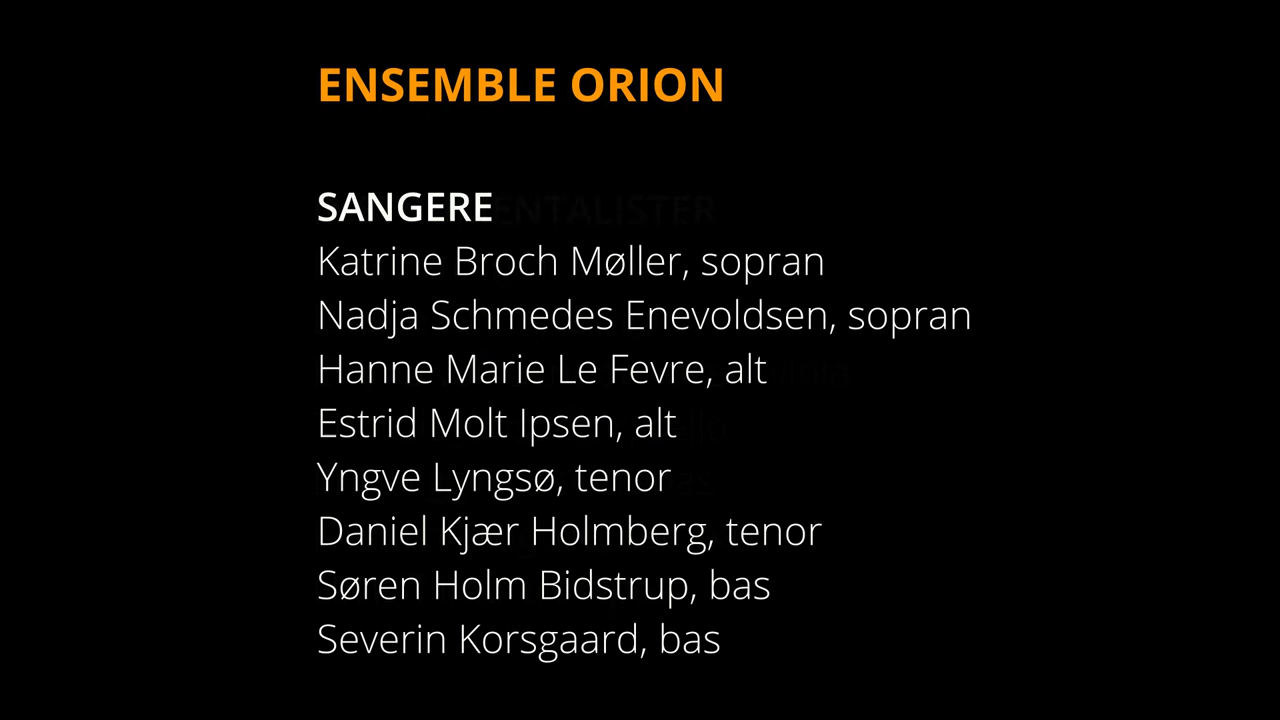 ENSEMBLE ORION
SANGERE
Katrine Broch Møller, sopran
Nadja Schmedes Enevoldsen, sopran
Hanne Marie Le Fevre, alt
Estrid Molt Ipsen, alt
Yngve Lyngsø, tenor
Daniel Kjær Holmberg, tenor
Søren Holm Bidstrup, bas
Severin Korsgaard, bas